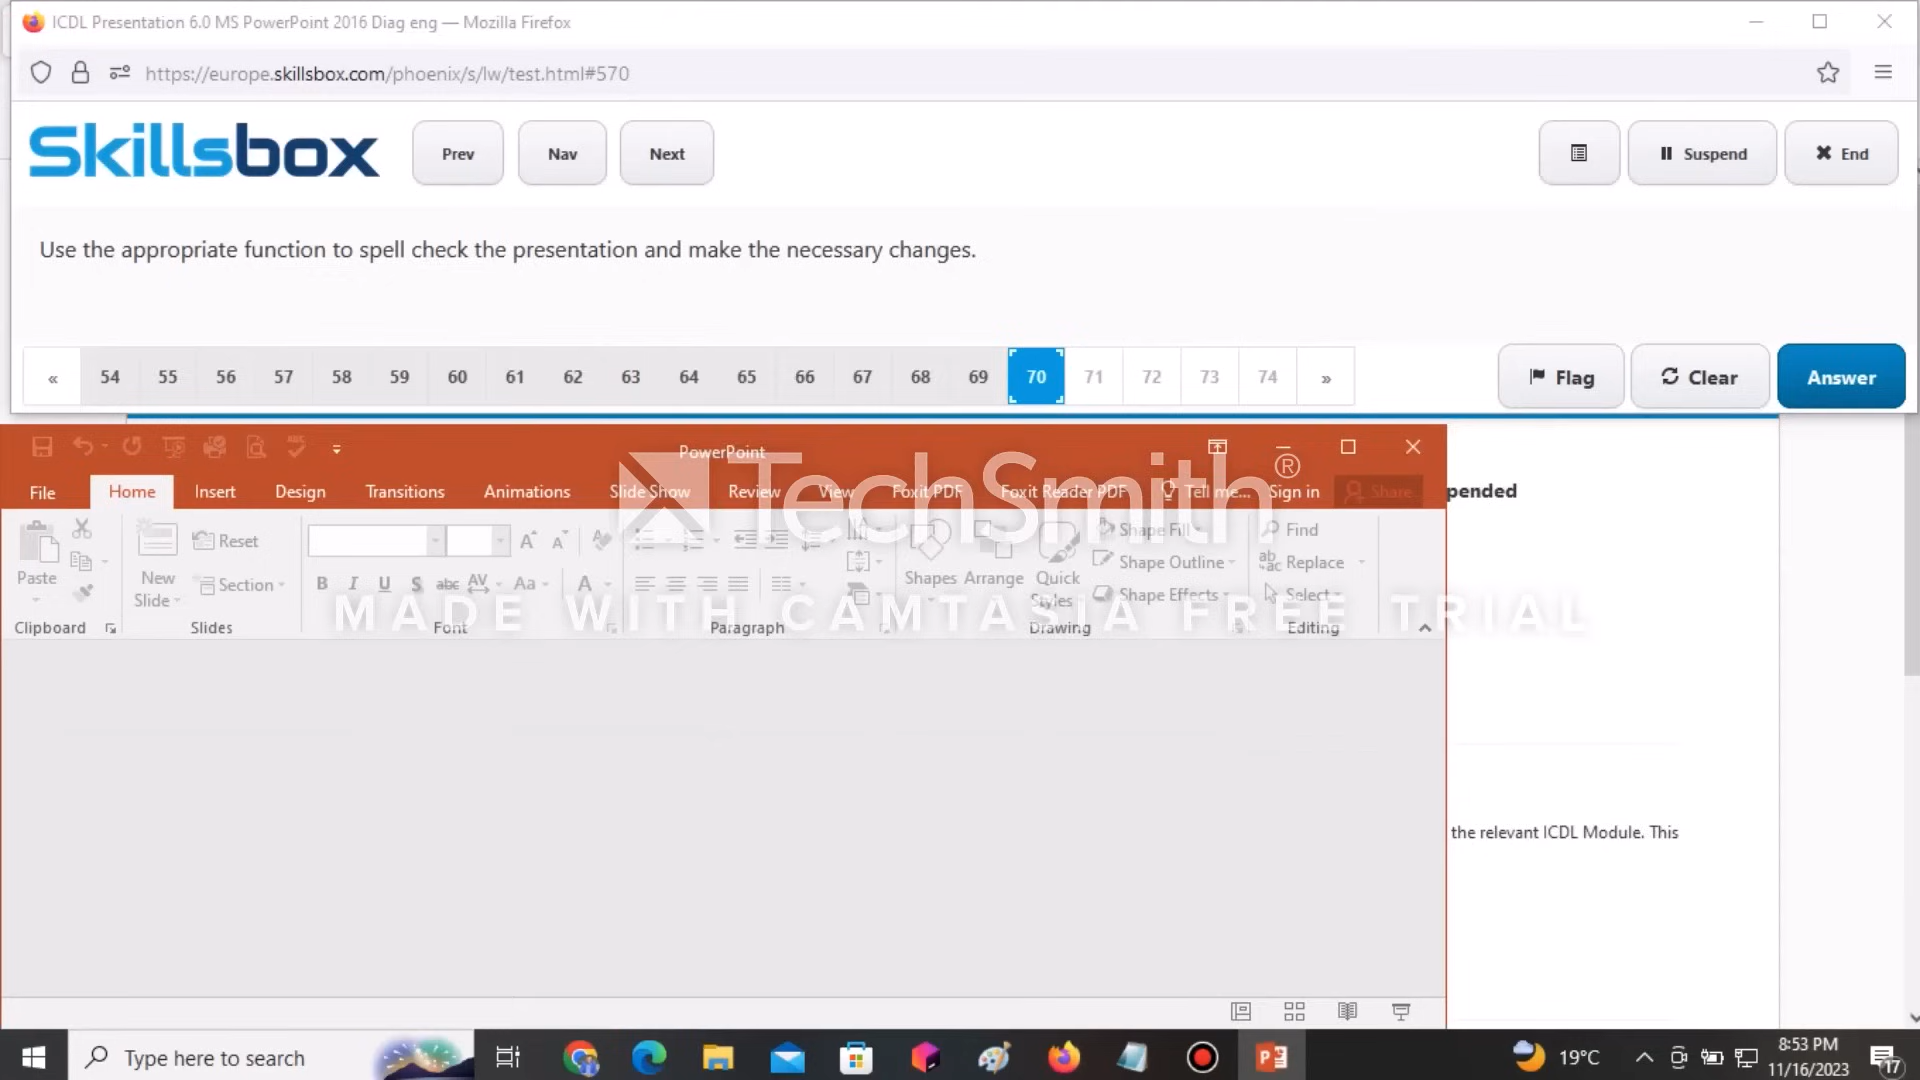 ICDL Presentation 6.0 MS PowerPoint 2016 Diag eng — Mozilla Firefox
https://europe.skillsbox.com/phoenix/s/lw/test.html#570
Skillsbox
Prev Nav Next
Suspend End
Use the appropriate function to spell check the presentation and make the necessary changes.
« 54 55 56 57 58 59 60 61 62 63 64 65 66 67 68 69 70 71 72 73 74 »
Flag Clear Answer
PowerPoint
File Home Insert Design Transitions Animations Slide Show Review View Foxit PDF Foxit Reader PDF Tell me... Sign in Share
pended
TechSmith®
Paste
New Slide
Reset
Section
B I U S abc AV Aa A
Shapes Arrange Quick Styles
Shape Fill
Shape Outline
Shape Effects
Find
Replace
Select
MADE WITH CAMTASIA FREE TRIAL
Clipboard Slides Font Paragraph Drawing Editing
the relevant ICDL Module. This
Type here to search
19°C
8:53 PM
11/16/2023
17